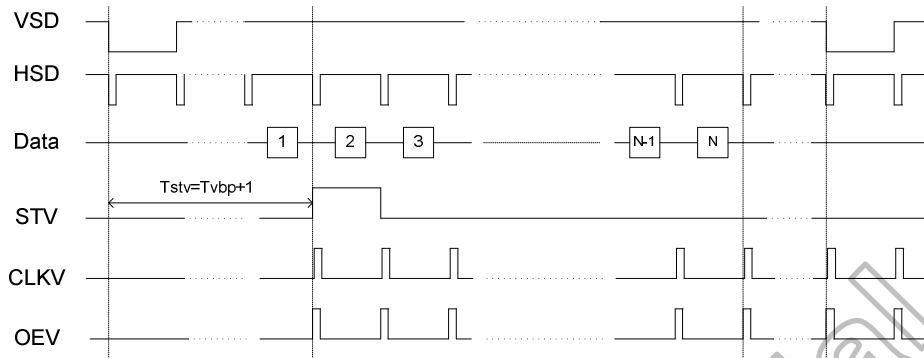 VSD
HSD
Data 1 2 3 N-1 N
Tstv=Tvbp+1
STV
CLKV
OEV